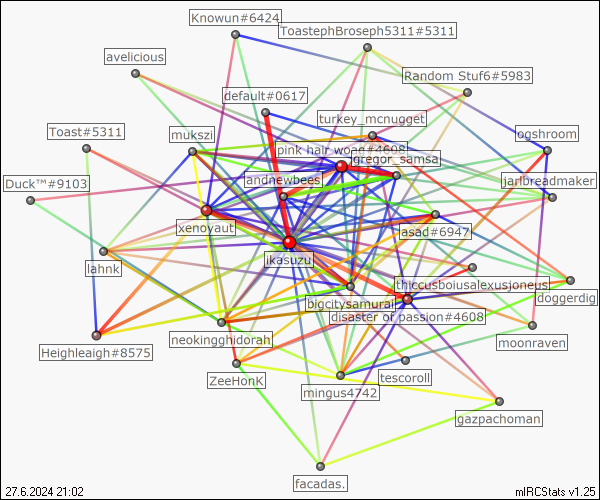 Knowun#6424
ToastephBroseph5311#5311
avelicious
Random Stuf6#5983
default#0617
turkey_mcnugget
Toast#5311
mukszi
ogshroom
pink hair woag#4698
gregor_samsa
Duck™#9103
andnewbees
jarlbreadmaker
xenoyaut
asad#6947
ikasuzu
lahnk
thiccusboiusalexusjoneus
doggerdig
bigcitysamurai
disaster of passion#4608
neokingghidorah
moonraven
Heighleaigh#8575
ZeeHonK
tescoroll
mingus4742
gazpachoman
facadas.
27.6.2024 21:02
mIRCStats v1.25